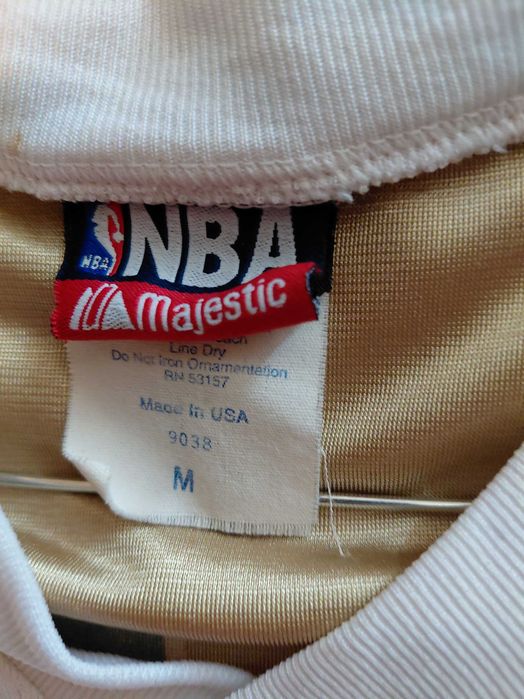 NBA
NBA
majestic
Line Dry
Do Not Iron Ornamentation
RN 53157
Made In USA
9038
M